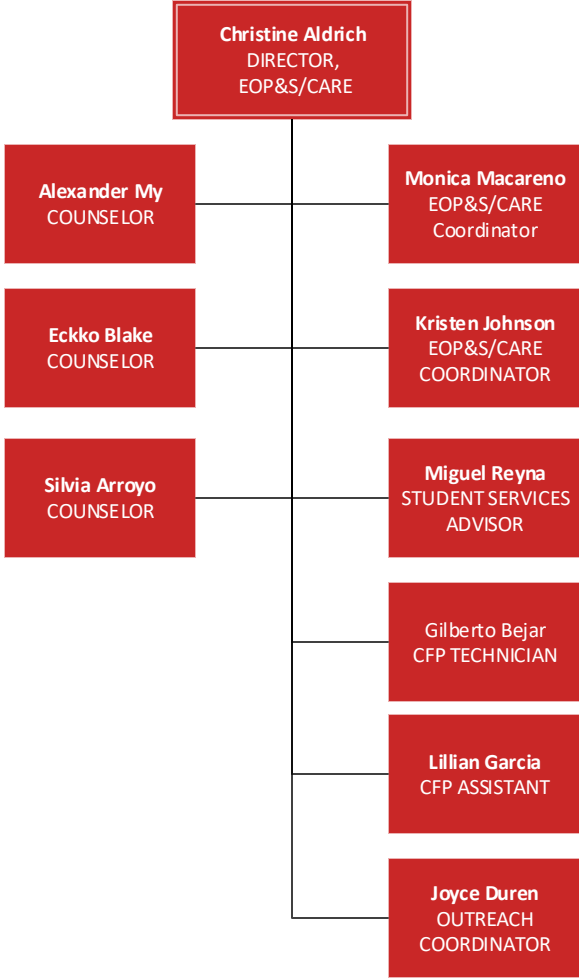 Christine Aldrich
DIRECTOR,
EOP&S/CARE
Alexander My
COUNSELOR
Monica Macareno
EOP&S/CARE
Coordinator
Eckko Blake
COUNSELOR
Kristen Johnson
EOP&S/CARE
COORDINATOR
Silvia Arroyo
COUNSELOR
Miguel Reyna
STUDENT SERVICES
ADVISOR
Gilberto Bejar
CFP TECHNICIAN
Lillian Garcia
CFP ASSISTANT
Joyce Duren
OUTREACH
COORDINATOR